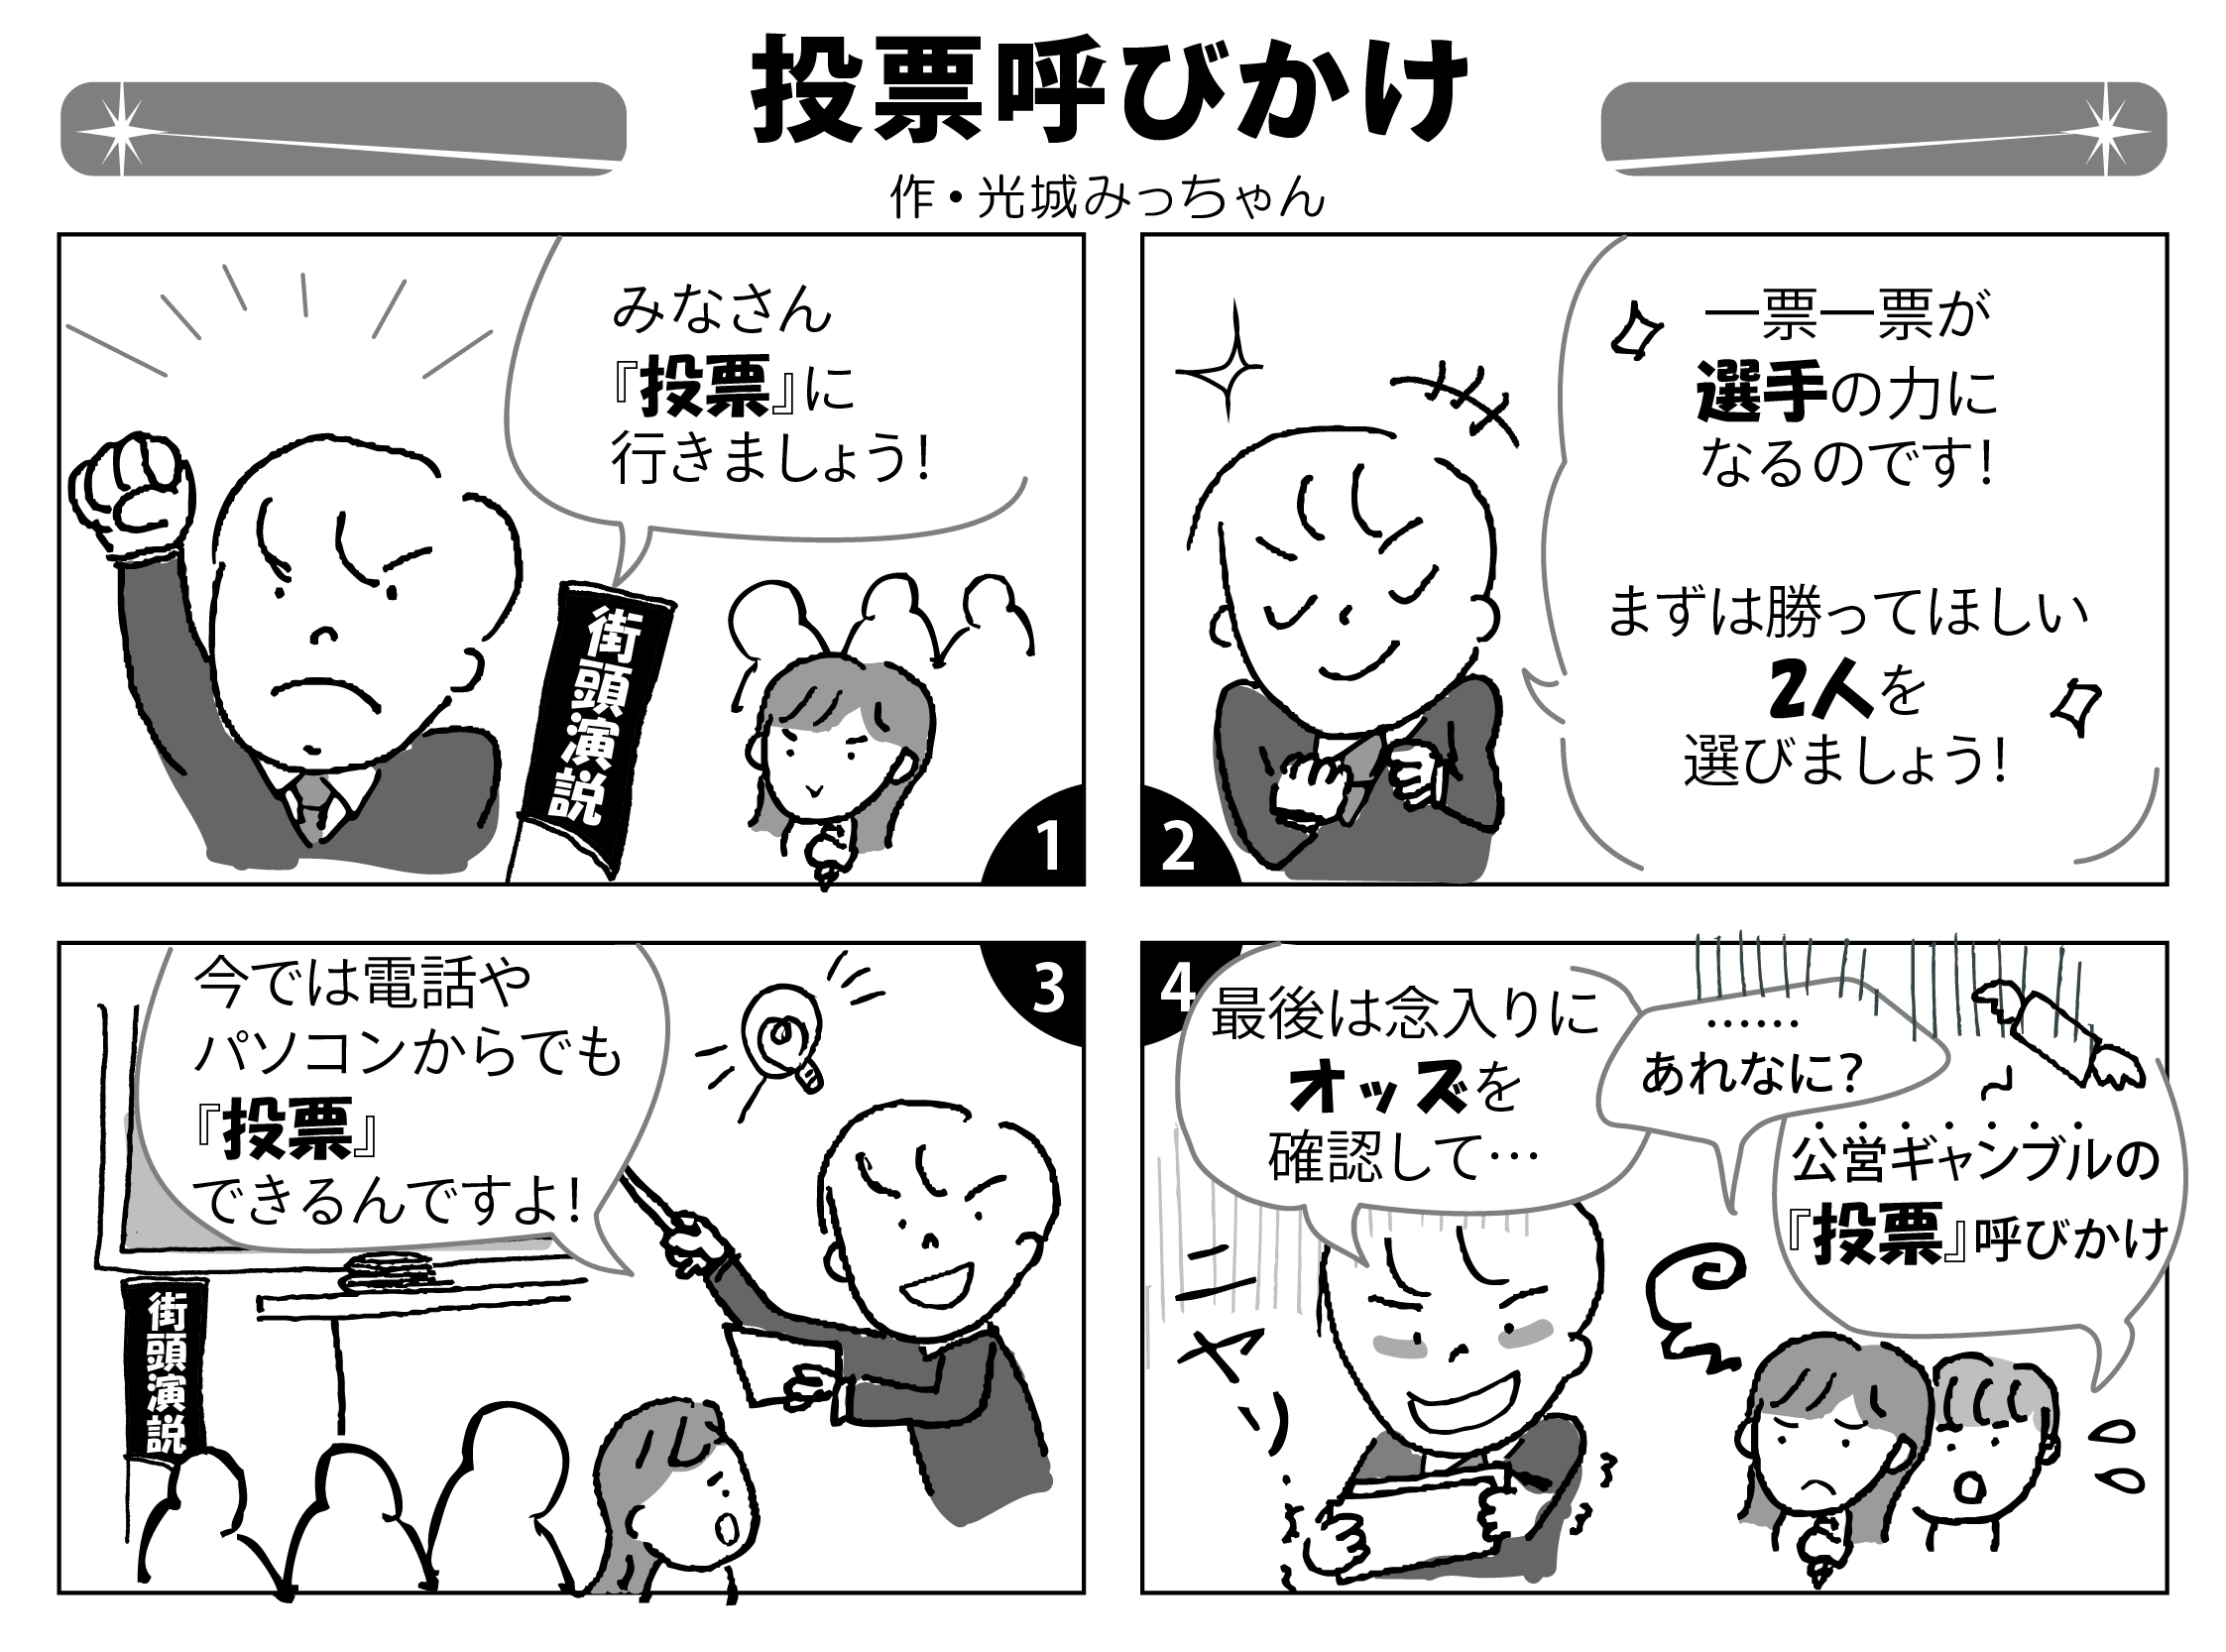 投票呼びかけ
作・光城みっちゃん
みなさん
『投票』に
行きましょう!
街頭演説
1
一票一票が
選手の力に
なるのです!
まずは勝ってほしい
2人を
選びましょう!
2
今では電話や
パソコンからでも
『投票』
できるんですよ!
街頭演説
3
4
最後は念入りに
オッズを
確認して…
ニヤリ
……
あれなに?
公営ギャンブルの
『投票』呼びかけ